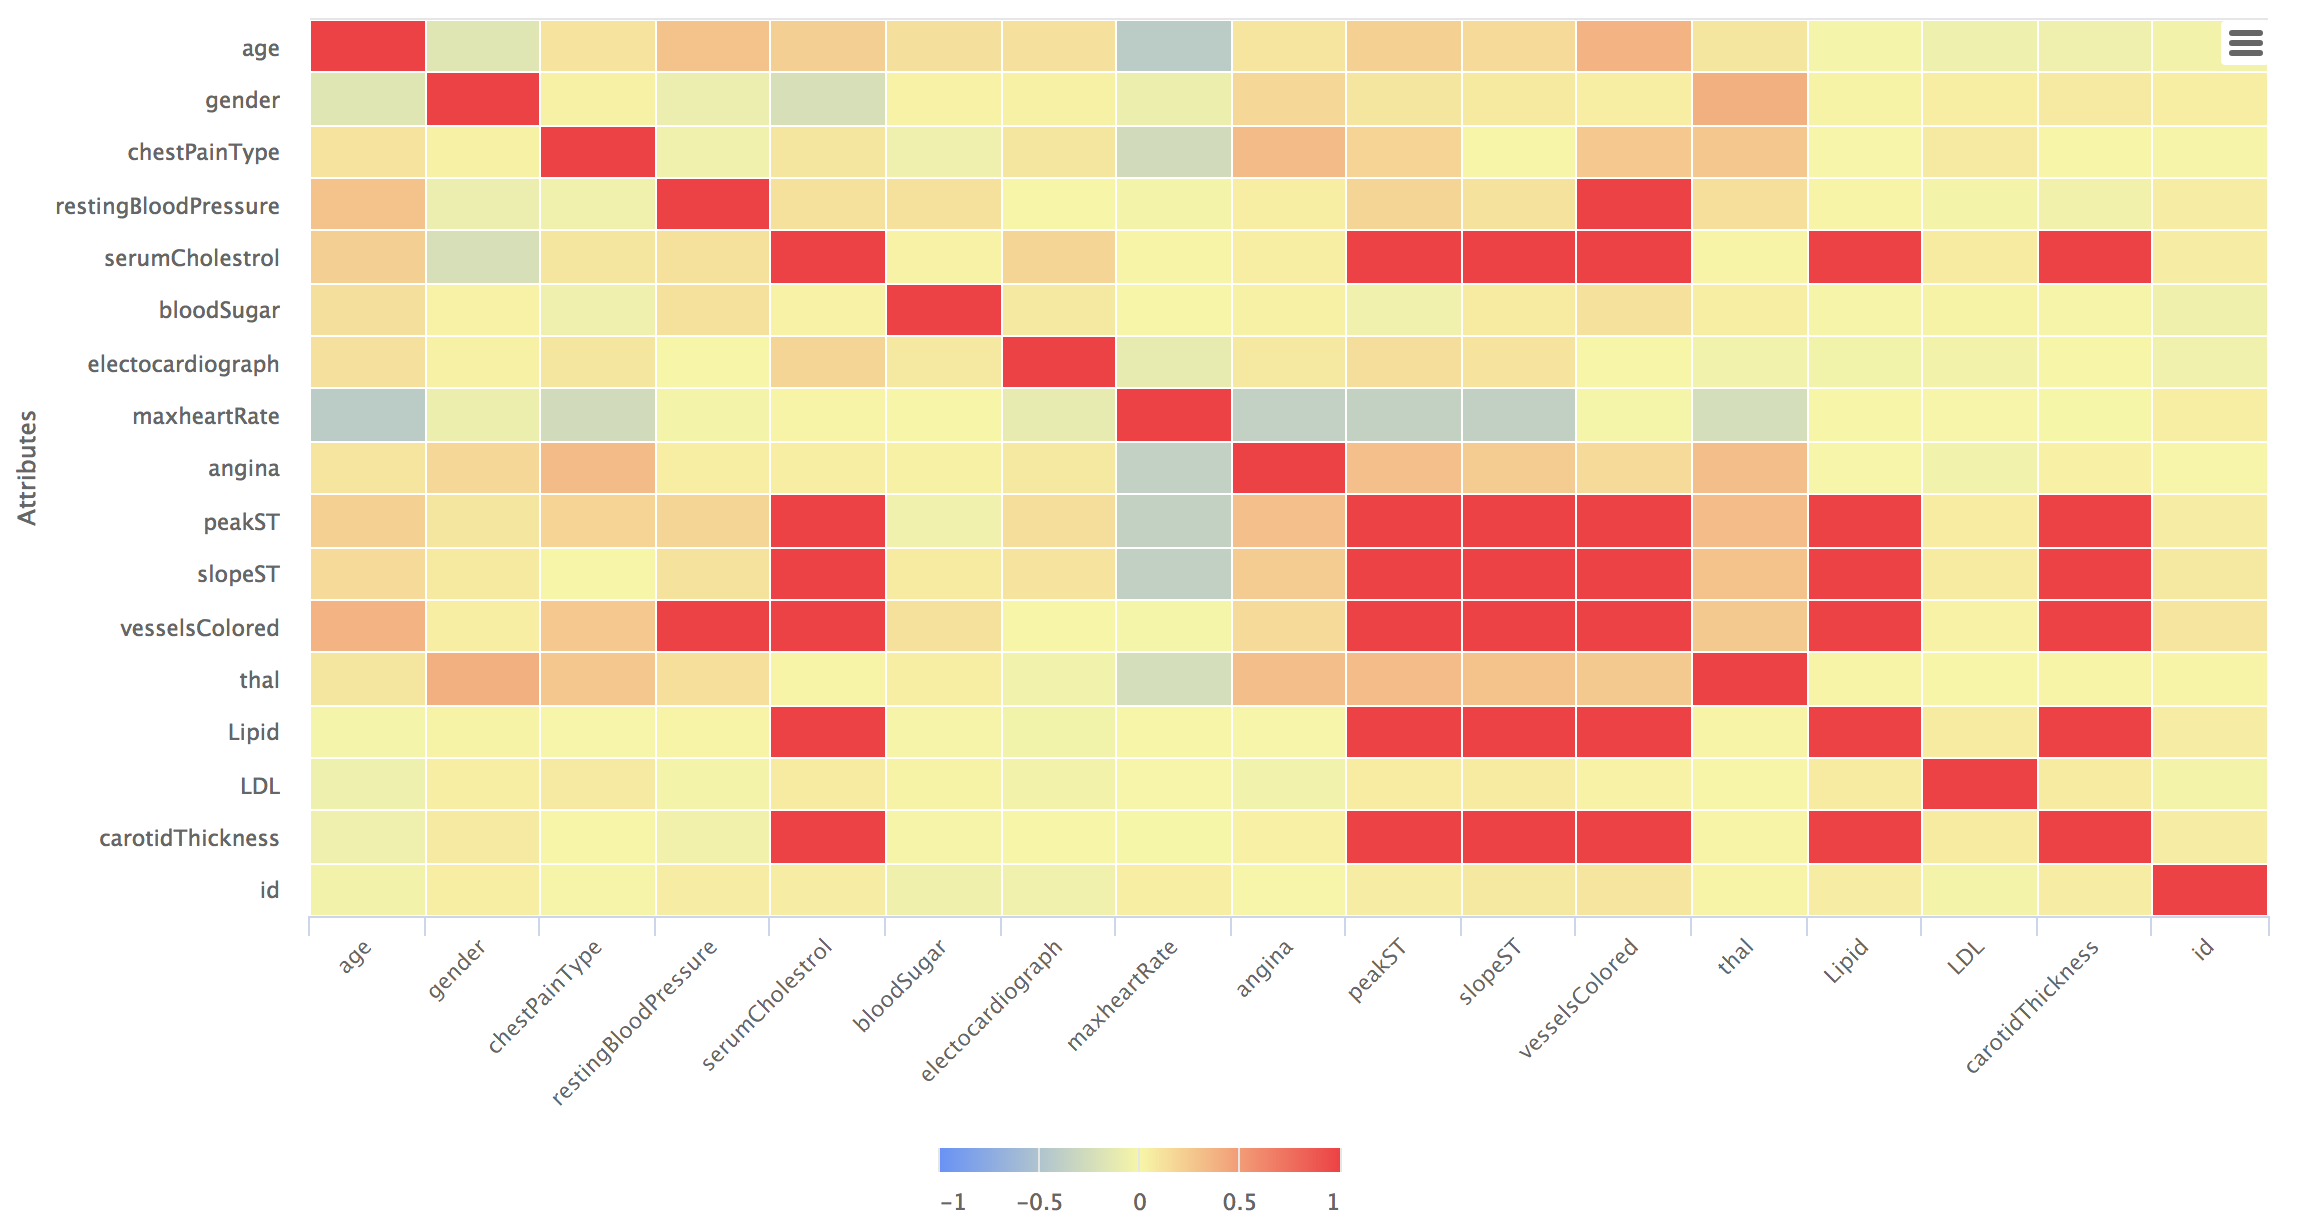 Attributes
age
gender
chestPainType
restingBloodPressure
serumCholestrol
bloodSugar
electocardiograph
maxheartRate
angina
peakST
slopeST
vesselsColored
thal
Lipid
LDL
carotidThickness
id
age
gender
chestPainType
restingBloodPressure
serumCholestrol
bloodSugar
electocardiograph
maxheartRate
angina
peakST
slopeST
vesselsColored
thal
Lipid
LDL
carotidThickness
id
-1 -0.5 0 0.5 1